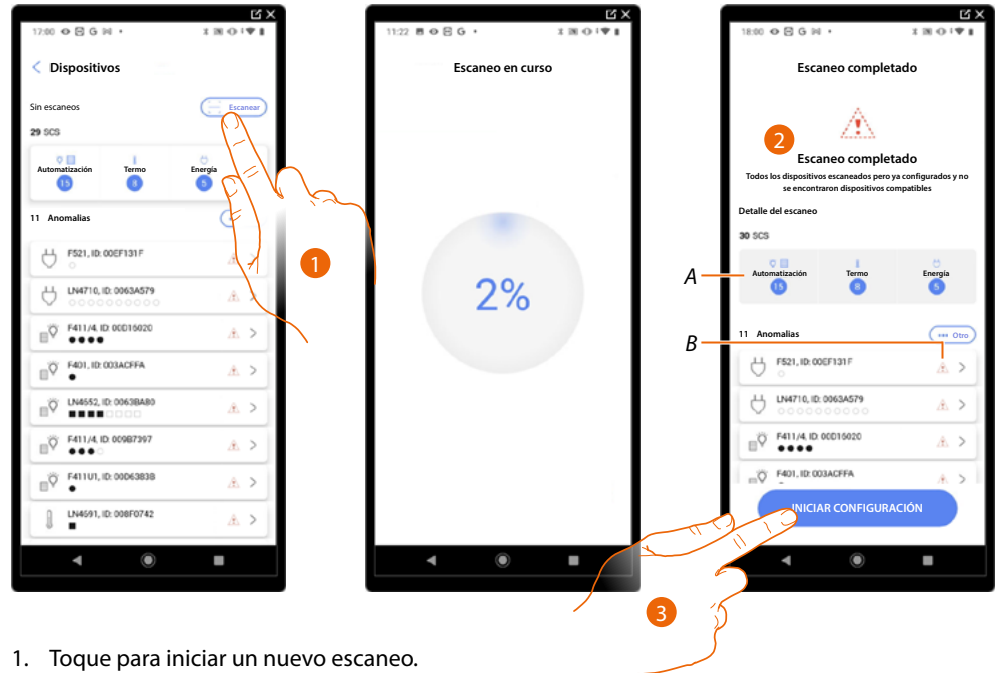 17:00
Dispositivos
Sin escaneos
Escanear
29 SCS
Automatización
Termo
Energía
15
8
5
11 Anomalias
F521, ID: 00EF131F
LN4710, ID: 0063A579
F411/4, ID: 00D15020
F401, ID: 003ACFFA
LN4652, ID: 0063BA80
F411/4, ID: 009B7397
F411U1, ID: 00D6383B
LN4691, ID: 008F0742
1
11:22
Escaneo en curso
2%
18:00
Escaneo completado
2
Escaneo completado
Todos los dispositivos escaneados pero ya configurados y no
se encontraron dispositivos compatibles
Detalle del escaneo
30 SCS
A
Automatización
Termo
Energía
15
8
5
B
11 Anomalias
Otro
F521, ID: 00EF131F
LN4710, ID: 0063A579
F411/4, ID: 00D15020
F401, ID: 003ACFFA
INICIAR CONFIGURACIÓN
3
1. Toque para iniciar un nuevo escaneo.